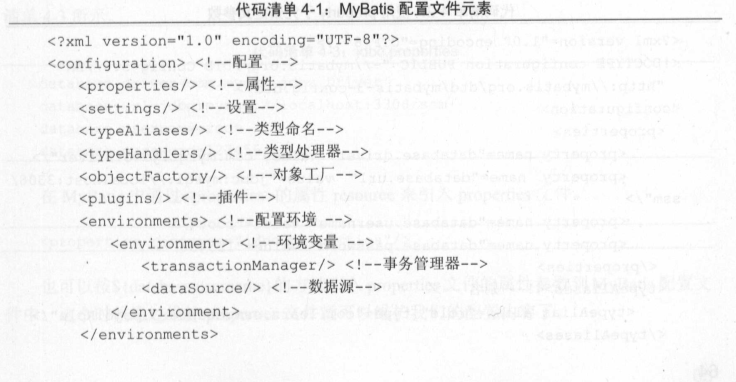 代码清单 4-1：MyBatis 配置文件元素
<?xml version="1.0" encoding="UTF-8"?>
<configuration> <!--配置 -->
<properties/> <!--属性-->
<settings/> <!--设置-->
<typeAliases/> <!--类型命名-->
<typeHandlers/> <!--类型处理器-->
<objectFactory/> <!--对象工厂-->
<plugins/> <!--插件-->
<environments> <!--配置环境 -->
<environment> <!--环境变量 -->
<transactionManager/> <!--事务管理器-->
<dataSource/> <!--数据源-->
</environment>
</environments>